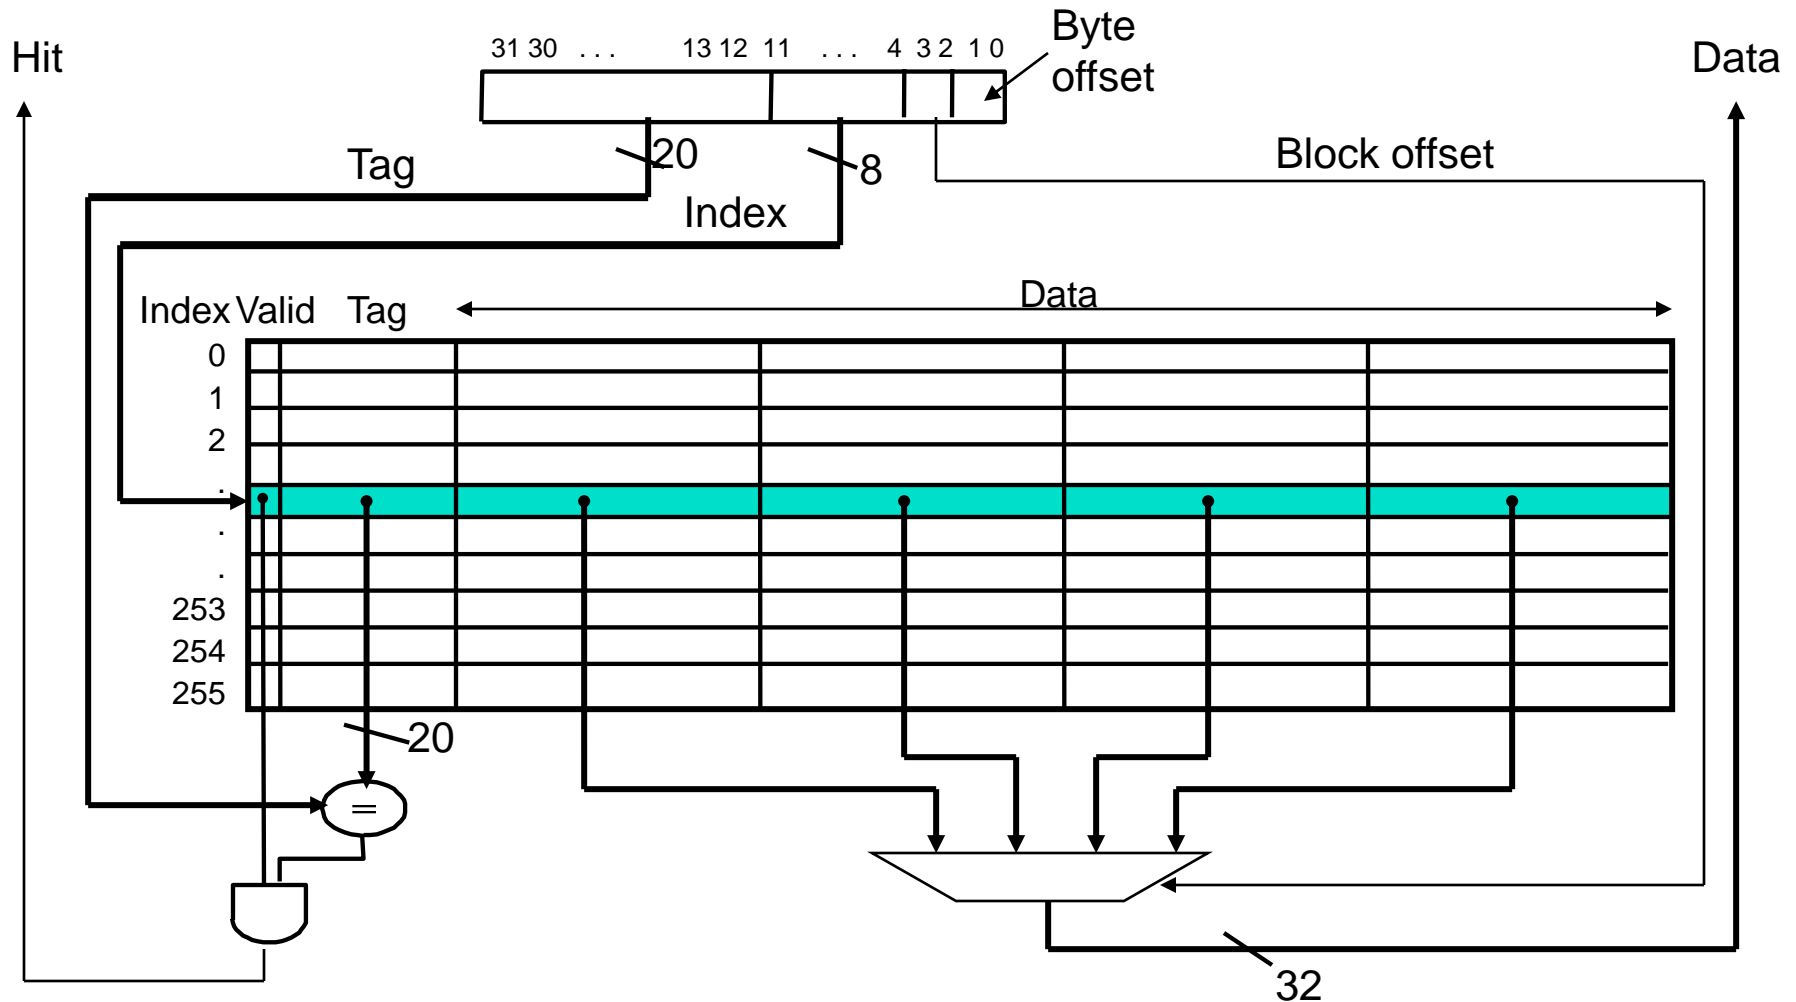 Hit
31 30 . . . 13 12 11 . . . 4 3 2 1 0
Byte
offset
Data
Tag
20
8
Block offset
Index
Index Valid Tag
Data
0
1
2
.
.
.
253
254
255
20
=
32